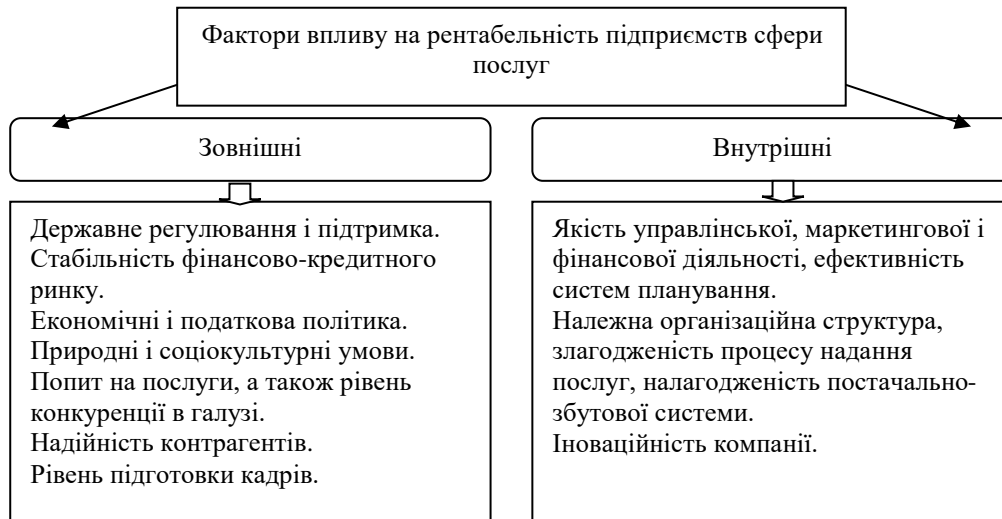 Фактори впливу на рентабельність підприємств сфери
послуг
Зовнішні
Внутрішні
Державне регулювання і підтримка.
Стабільність фінансово-кредитного
ринку.
Економічні і податкова політика.
Природні і соціокультурні умови.
Попит на послуги, а також рівень
конкуренції в галузі.
Надійність контрагентів.
Рівень підготовки кадрів.
Якість управлінської, маркетингової і
фінансової діяльності, ефективність
систем планування.
Належна організаційна структура,
злагодженість процесу надання
послуг, налагодженість постачально-
збутової системи.
Іноваційність компанії.